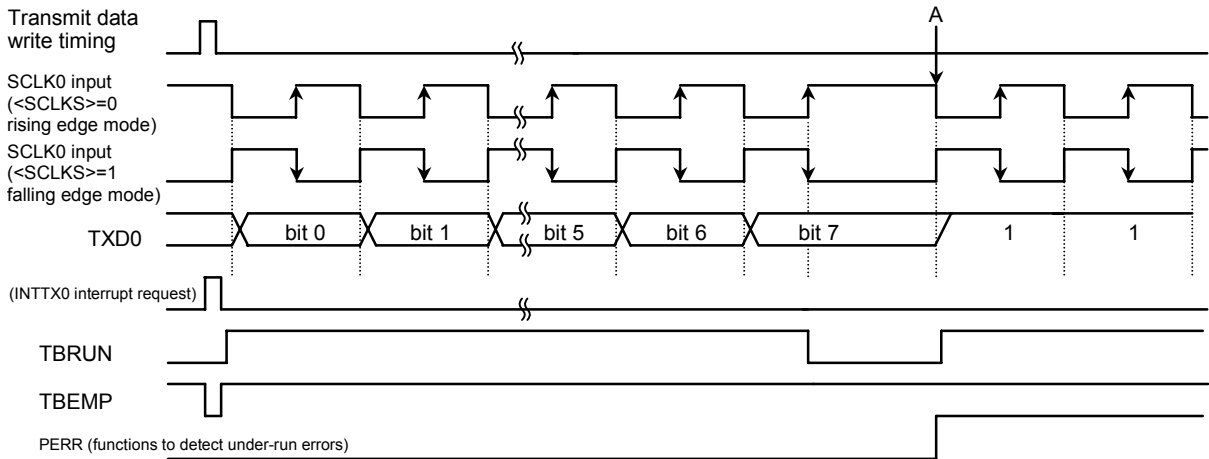 Transmit data
write timing
A
SCLK0 input
(<SCLKS>=0
rising edge mode)
SCLK0 input
(<SCLKS>=1
falling edge mode)
TXD0
bit 0
bit 1
bit 5
bit 6
bit 7
1
1
(INTTX0 interrupt request)
TBRUN
TBEMP
PERR (functions to detect under-run errors)